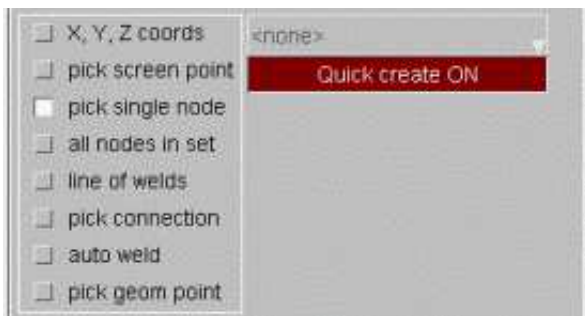 X, Y, Z coords
<none>
pick screen point
Quick create ON
pick single node
all nodes in set
line of welds
pick connection
auto weld
pick geom point